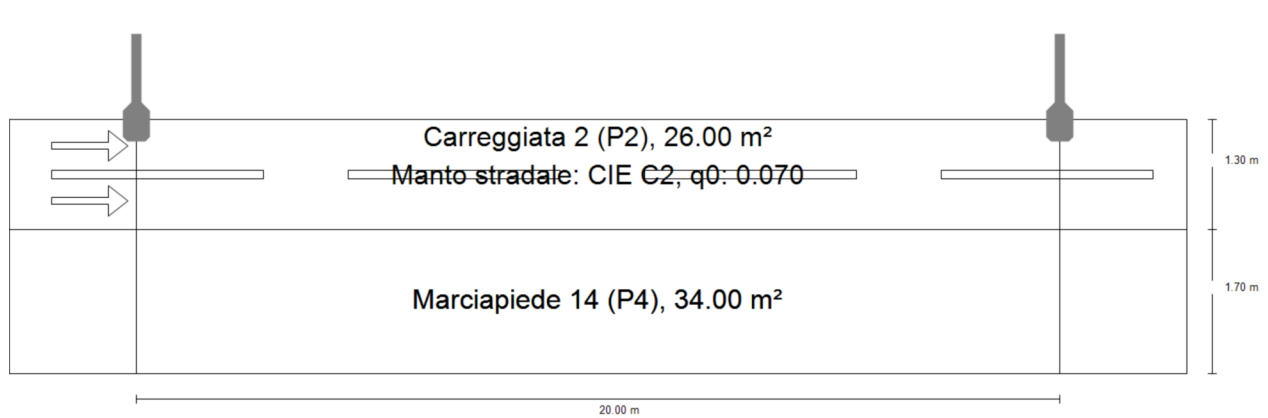 Carreggiata 2 (P2), 26.00 m²
1.30 m
Manto stradale: CIE C2, q0: 0.070
Marciapiede 14 (P4), 34.00 m²
1.70 m
20.00 m